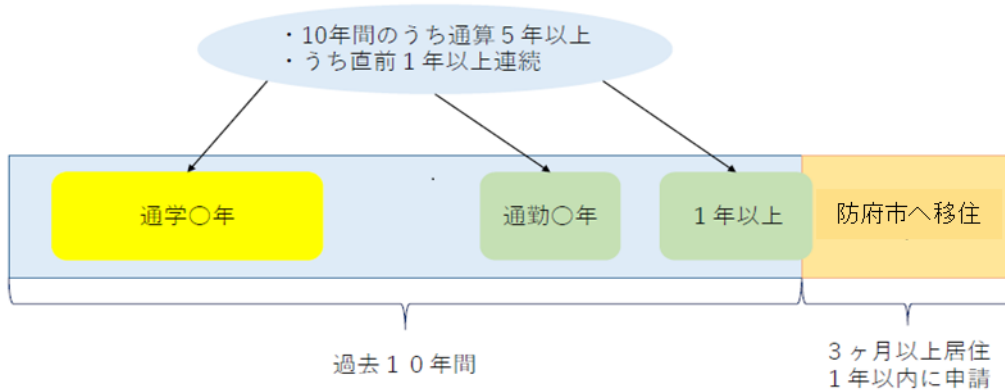 ・10年間のうち通算５年以上
・うち直前１年以上連続
通学○年
通勤○年
１年以上
防府市へ移住
過去１０年間
３ヶ月以上居住
１年以内に申請